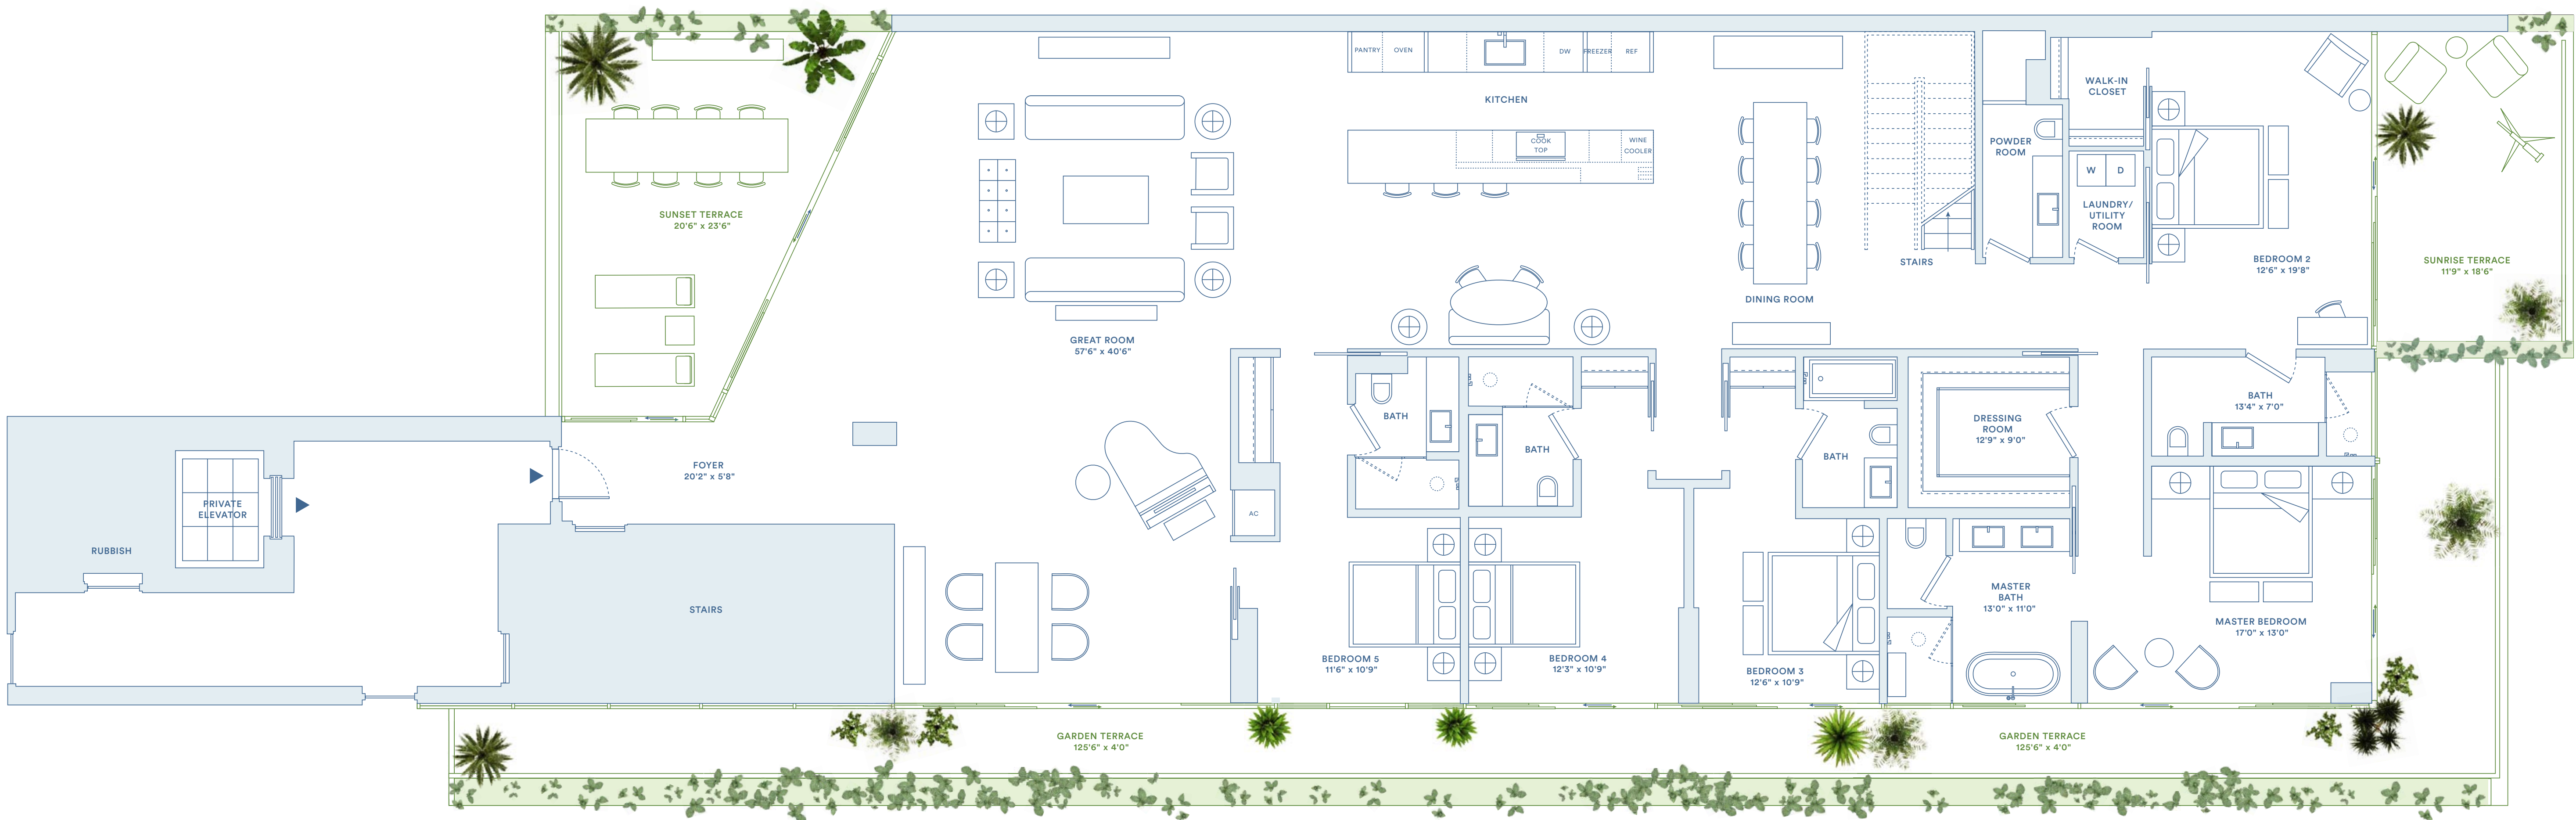 PANTRY
OVEN
DW
FREEZER
REF
KITCHEN
COOK
TOP
WINE
COOLER
WALK-IN
CLOSET
POWDER
ROOM
W
D
LAUNDRY/
UTILITY
ROOM
SUNSET TERRACE
20'6" x 23'6"
STAIRS
BEDROOM 2
12'6" x 19'8"
SUNRISE TERRACE
11'9" x 18'6"
DINING ROOM
GREAT ROOM
57'6" x 40'6"
BATH
BATH
BATH
DRESSING
ROOM
12'9" x 9'0"
BATH
13'4" x 7'0"
FOYER
20'2" x 5'8"
PRIVATE
ELEVATOR
AC
RUBBISH
STAIRS
MASTER
BATH
13'0" x 11'0"
MASTER BEDROOM
17'0" x 13'0"
BEDROOM 5
11'6" x 10'9"
BEDROOM 4
12'3" x 10'9"
BEDROOM 3
12'6" x 10'9"
GARDEN TERRACE
125'6" x 4'0"
GARDEN TERRACE
125'6" x 4'0"